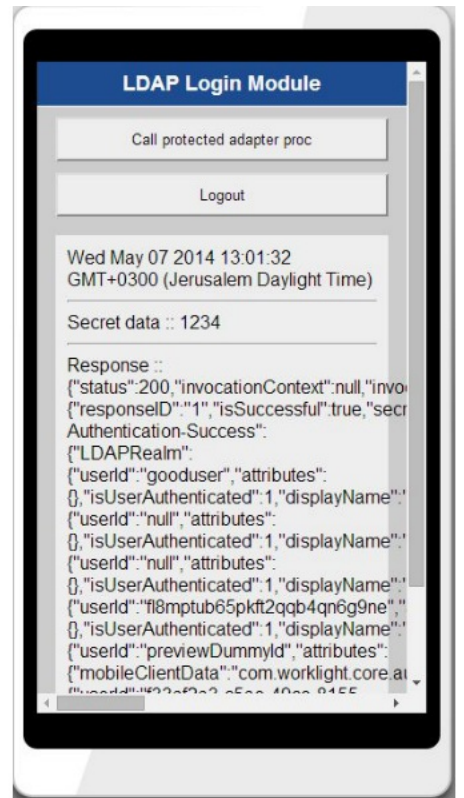 LDAP Login Module
Call protected adapter proc
Logout
Wed May 07 2014 13:01:32
GMT+0300 (Jerusalem Daylight Time)
Secret data :: 1234
Response ::
{"status":200,"invocationContext":null,"invo
{"responseID":"1","isSuccessful":true,"secr
Authentication-Success":
{"LDAPRealm":
{"userId":"gooduser","attributes":
{},"isUserAuthenticated":1,"displayName":"
{"userId":"null","attributes":
{},"isUserAuthenticated":1,"displayName":"
{"userId":"null","attributes":
{},"isUserAuthenticated":1,"displayName":"
{"userId":"fl8mptub65pkft2qqb4qn6g9ne","
{},"isUserAuthenticated":1,"displayName":"
{"userId":"previewDummyId","attributes":
{"mobileClientData":"com.worklight.core.au